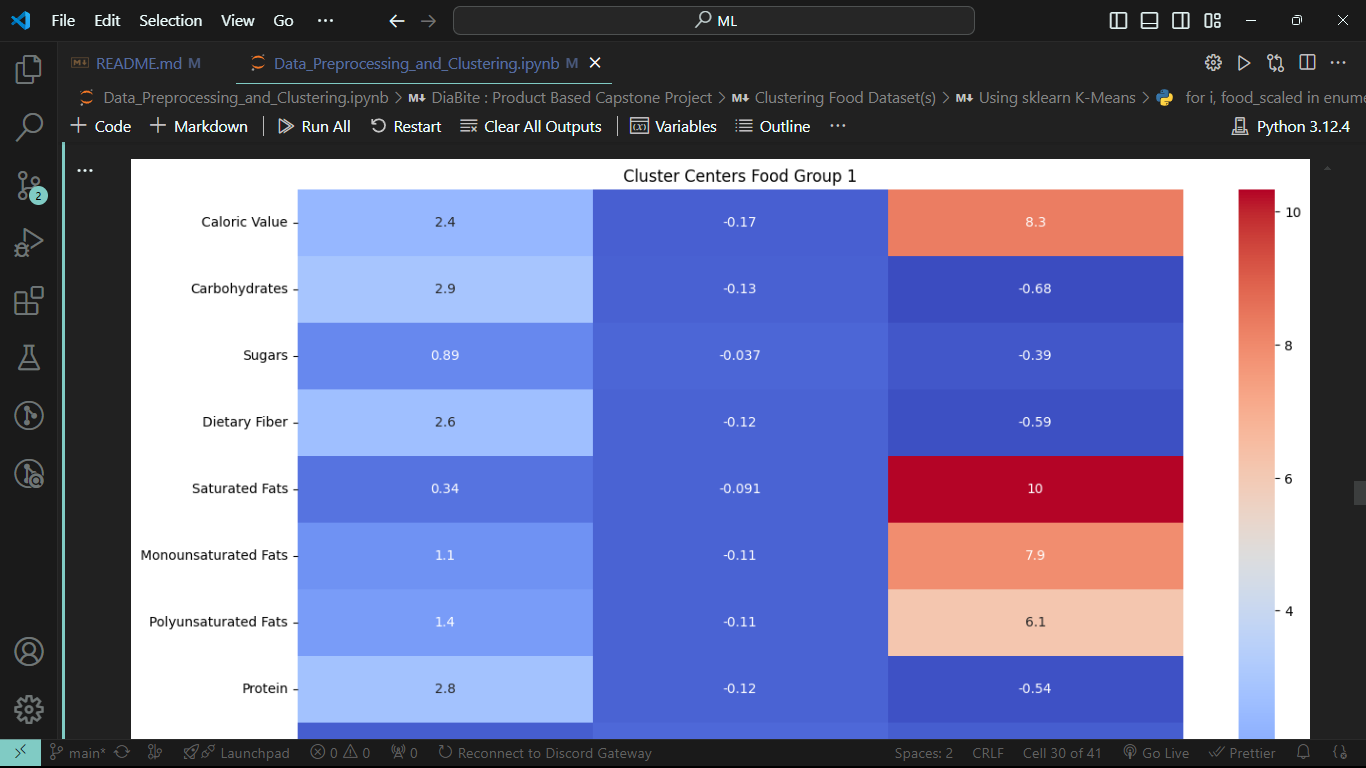 File Edit Selection View Go ··· ML
README.md M Data_Preprocessing_and_Clustering.ipynb M
Data_Preprocessing_and_Clustering.ipynb > M↓ DiaBite : Product Based Capstone Project > M↓ Clustering Food Dataset(s) > M↓ Using sklearn K-Means > for i, food_scaled in enume
+ Code + Markdown Run All Restart Clear All Outputs Variables Outline ··· Python 3.12.4
Cluster Centers Food Group 1
Caloric Value 2.4 -0.17 8.3
10
Carbohydrates 2.9 -0.13 -0.68
Sugars 0.89 -0.037 -0.39
8
Dietary Fiber 2.6 -0.12 -0.59
6
Saturated Fats 0.34 -0.091 10
Monounsaturated Fats 1.1 -0.11 7.9
4
Polyunsaturated Fats 1.4 -0.11 6.1
Protein 2.8 -0.12 -0.54
2
main* Launchpad 0 0 0 Reconnect to Discord Gateway Spaces: 2 CRLF Cell 30 of 41 Go Live Prettier